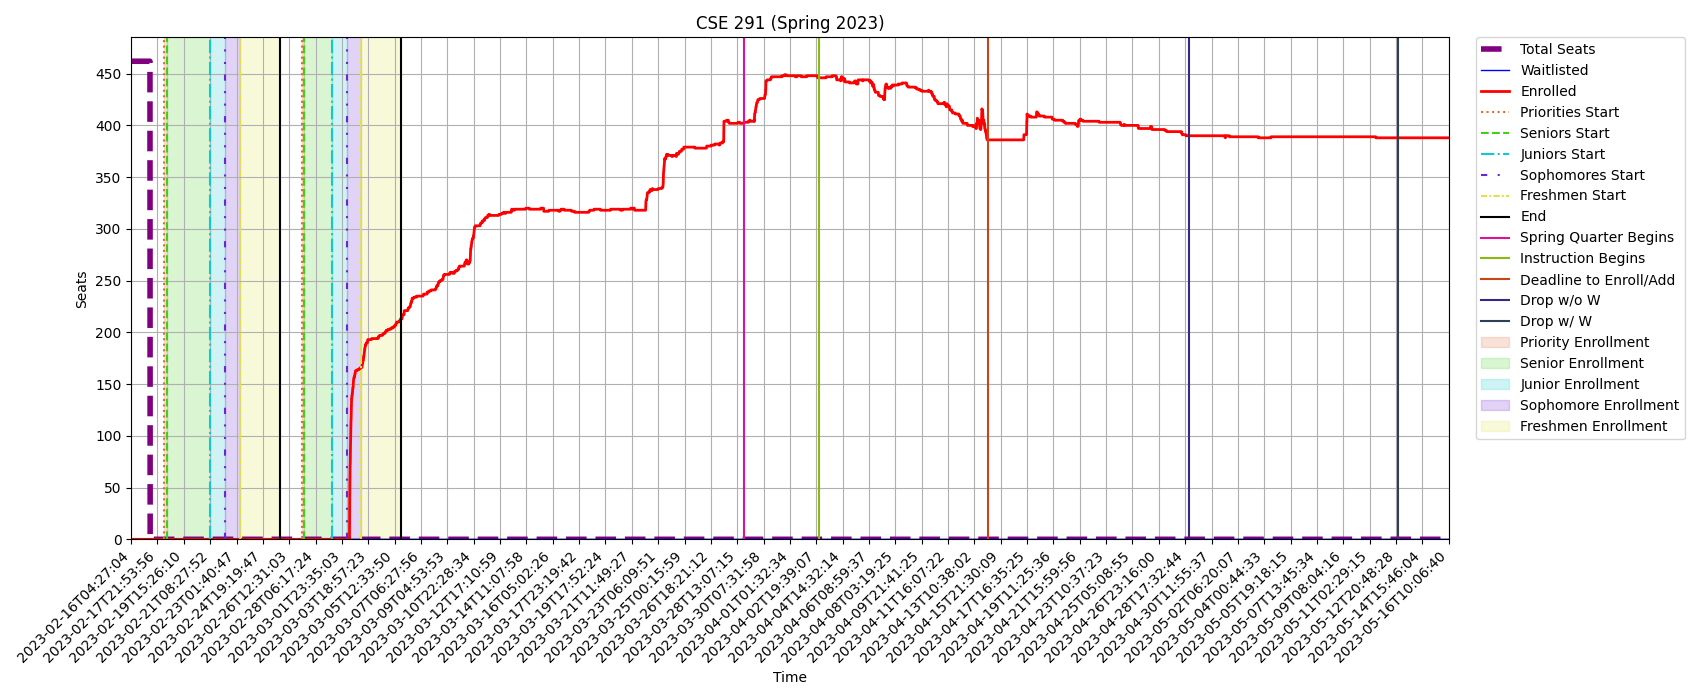 CSE 291 (Spring 2023)
Seats
450
400
350
300
250
200
150
100
50
0
2023-02-16T04:27:04
2023-02-17T21:53:56
2023-02-19T15:26:10
2023-02-21T08:27:52
2023-02-23T01:40:47
2023-02-24T19:19:47
2023-02-26T12:31:03
2023-02-28T06:17:24
2023-03-01T23:35:03
2023-03-03T18:57:23
2023-03-05T12:33:50
2023-03-07T06:27:56
2023-03-09T04:53:53
2023-03-10T22:28:34
2023-03-12T17:10:59
2023-03-14T11:07:58
2023-03-16T05:02:26
2023-03-17T23:19:42
2023-03-19T17:52:24
2023-03-21T11:49:27
2023-03-23T06:09:51
2023-03-25T00:15:59
2023-03-26T18:21:12
2023-03-28T13:07:15
2023-03-30T07:31:58
2023-04-01T01:32:34
2023-04-02T19:39:07
2023-04-04T14:32:14
2023-04-06T08:59:37
2023-04-08T03:19:25
2023-04-09T21:41:25
2023-04-11T16:07:22
2023-04-13T10:38:02
2023-04-15T21:30:09
2023-04-17T16:35:25
2023-04-19T11:25:36
2023-04-21T15:59:56
2023-04-23T10:37:23
2023-04-25T05:08:55
2023-04-26T23:16:00
2023-04-28T17:32:44
2023-04-30T11:55:37
2023-05-02T06:20:07
2023-05-04T00:44:33
2023-05-05T19:18:15
2023-05-07T13:45:34
2023-05-09T08:04:16
2023-05-11T02:29:15
2023-05-12T20:48:28
2023-05-14T15:46:04
2023-05-16T10:06:40
Time
Total Seats
Waitlisted
Enrolled
Priorities Start
Seniors Start
Juniors Start
Sophomores Start
Freshmen Start
End
Spring Quarter Begins
Instruction Begins
Deadline to Enroll/Add
Drop w/o W
Drop w/ W
Priority Enrollment
Senior Enrollment
Junior Enrollment
Sophomore Enrollment
Freshmen Enrollment